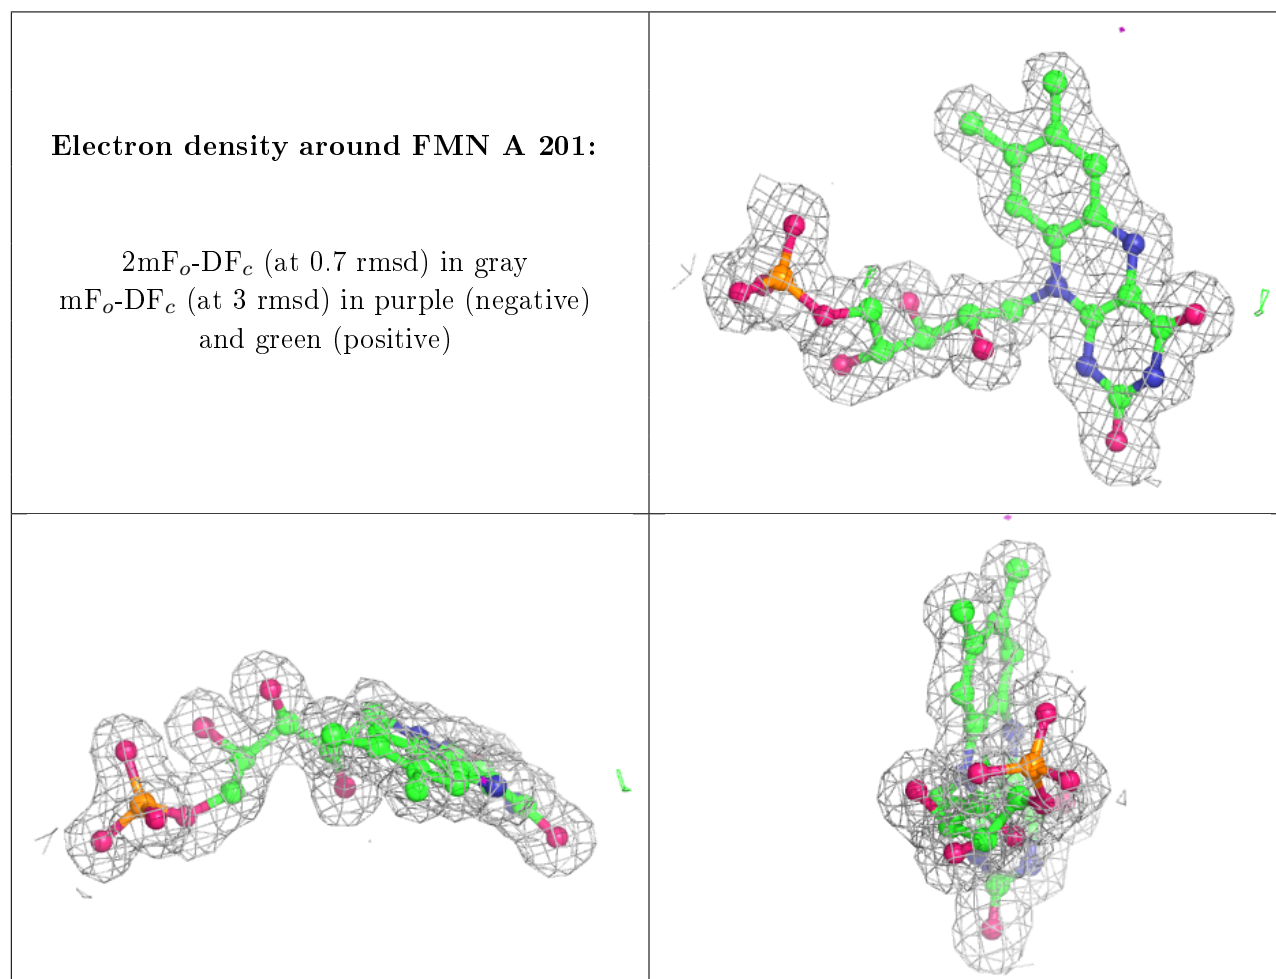 Electron density around FMN A 201:
2mFₒ-DF𝒸 (at 0.7 rmsd) in gray
mFₒ-DF𝒸 (at 3 rmsd) in purple (negative)
and green (positive)